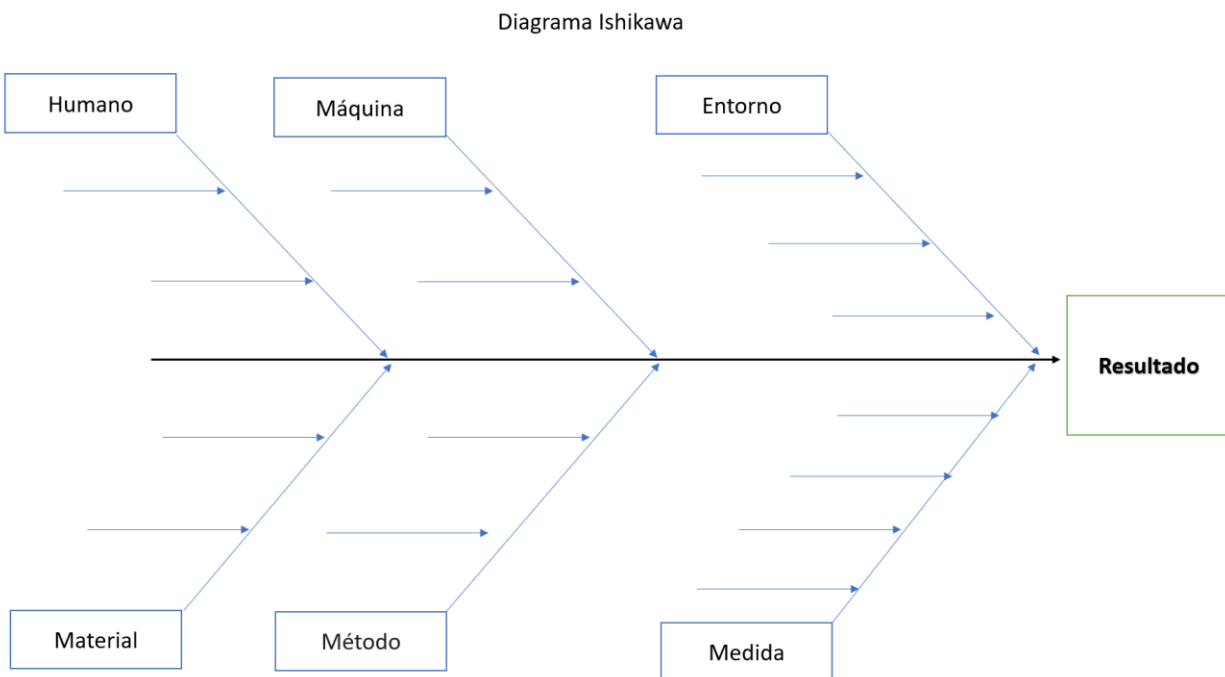 Diagrama Ishikawa
Humano
Máquina
Entorno
Resultado
Material
Método
Medida